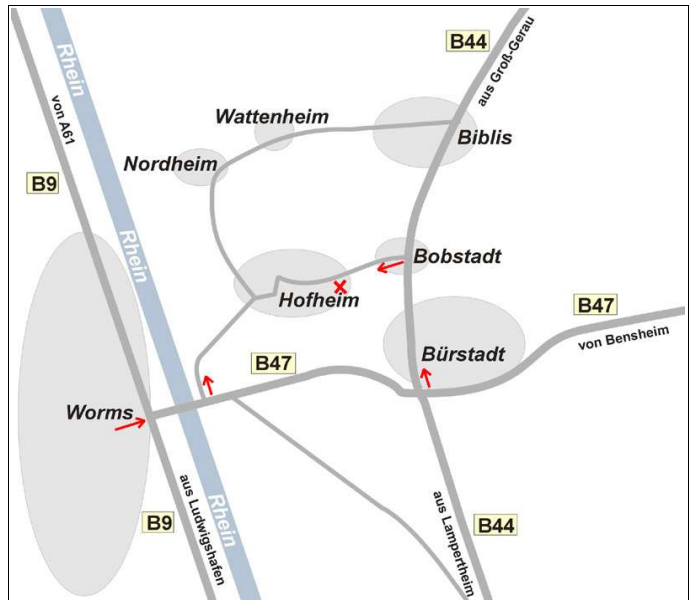 B44
aus Groß-Gerau
Rhein
von A61
Wattenheim
Biblis
Nordheim
B9
Rhein
Bobstadt
Hofheim
B47
von Bensheim
B47
Bürstadt
Worms
aus Ludwigshafen
B9
Rhein
aus Lampertheim
B44